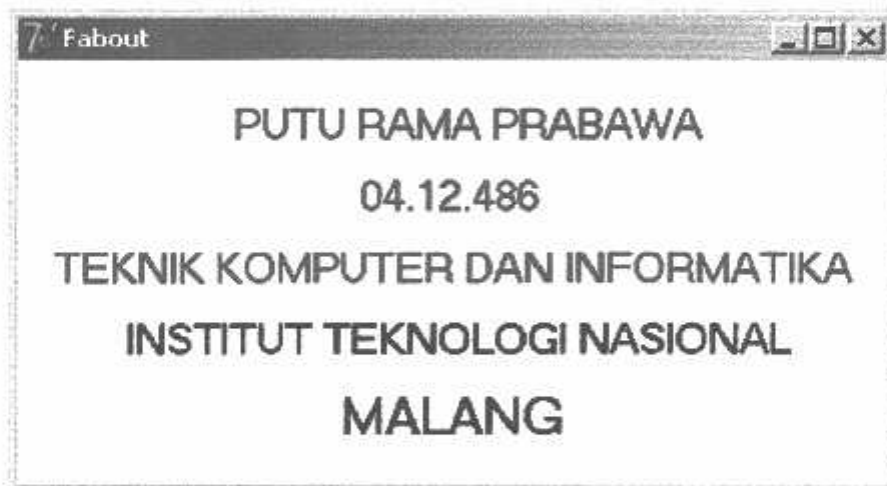 Fabout
PUTU RAMA PRABAWA
04.12.486
TEKNIK KOMPUTER DAN INFORMATIKA
INSTITUT TEKNOLOGI NASIONAL
MALANG